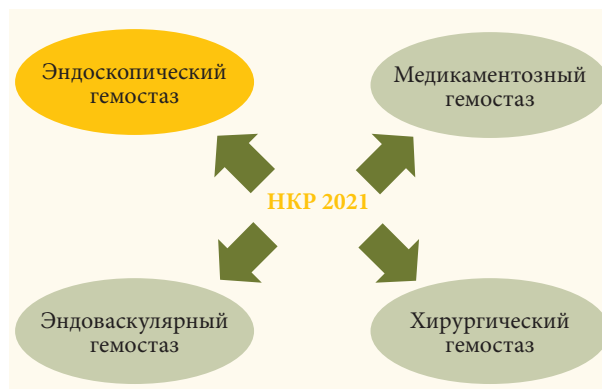 Эндоскопический
гемостаз
Медикаментозный
гемостаз
НКР 2021
Эндоваскулярный
гемостаз
Хирургический
гемостаз